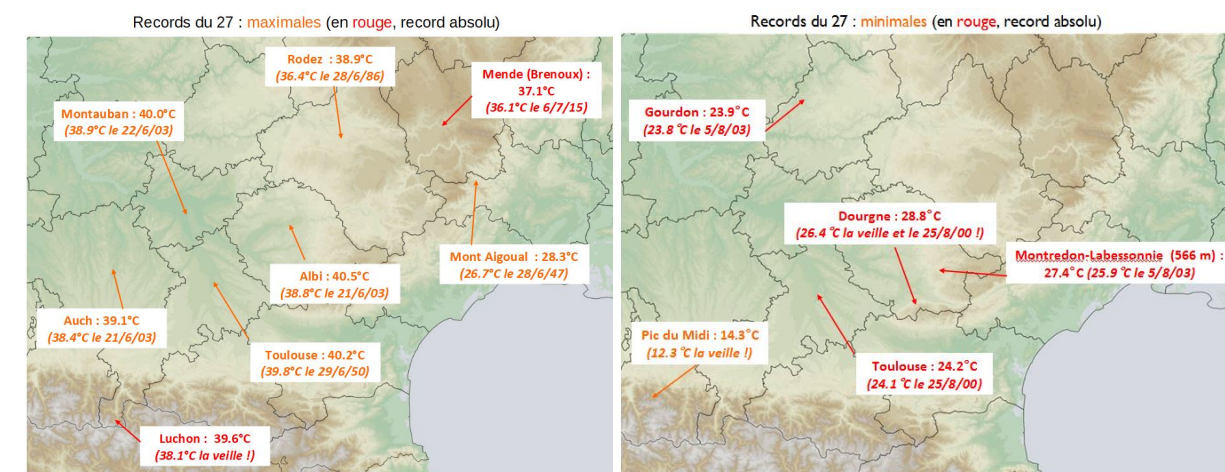 Records du 27 : maximales (en rouge, record absolu)
Rodez : 38.9°C
(36.4°C le 28/6/86)
Mende (Brenoux) :
37.1°C
(36.1°C le 6/7/15)
Montauban : 40.0°C
(38.9°C le 22/6/03)
Mont Aigoual : 28.3°C
(26.7°C le 28/6/47)
Albi : 40.5°C
(38.8°C le 21/6/03)
Auch : 39.1°C
(38.4°C le 21/6/03)
Toulouse : 40.2°C
(39.8°C le 29/6/50)
Luchon : 39.6°C
(38.1°C la veille !)
Records du 27 : minimales (en rouge, record absolu)
Gourdon : 23.9°C
(23.8°C le 5/8/03)
Dourgne : 28.8°C
(26.4°C la veille et le 25/8/00 !)
Montredon-Labessonnie (566 m) :
27.4°C (25.9°C le 5/8/03)
Pic du Midi : 14.3°C
(12.3°C la veille !)
Toulouse : 24.2°C
(24.1°C le 25/8/00)